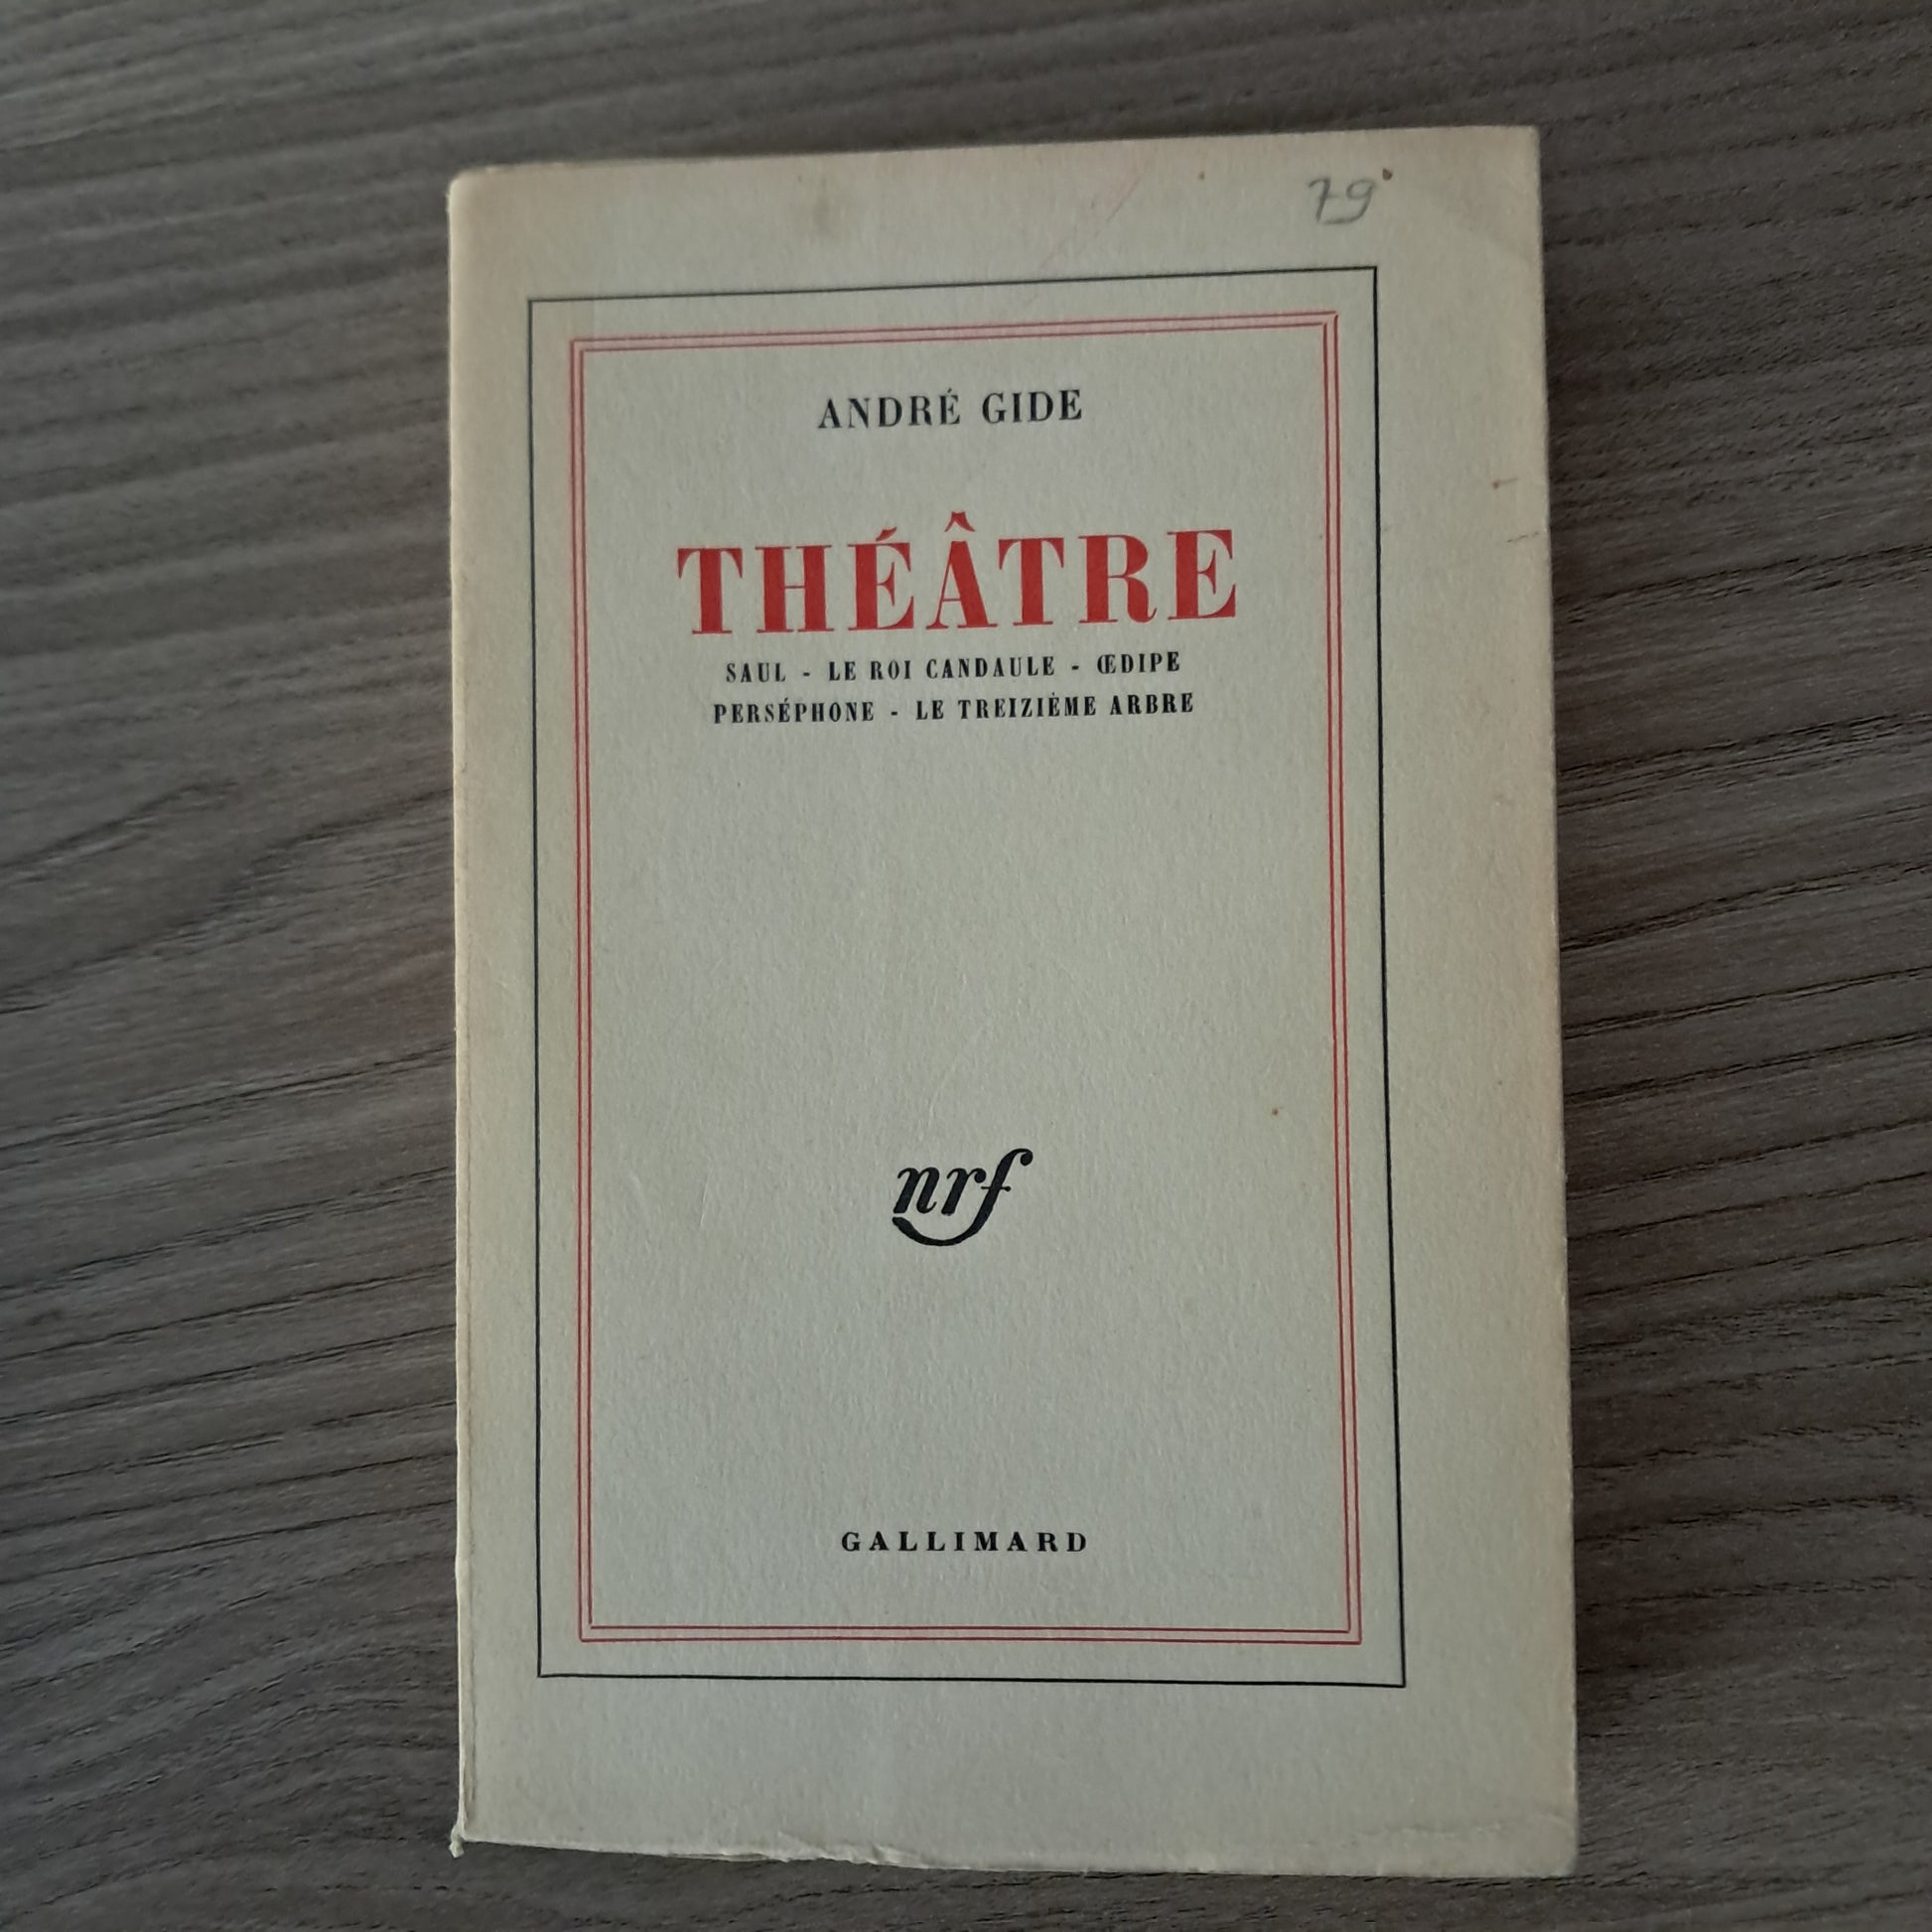 79
ANDRÉ GIDE
THÉÂTRE
SAUL - LE ROI CANDAULE - ŒDIPE
PERSÉPHONE - LE TREIZIÈME ARBRE
nrf
GALLIMARD